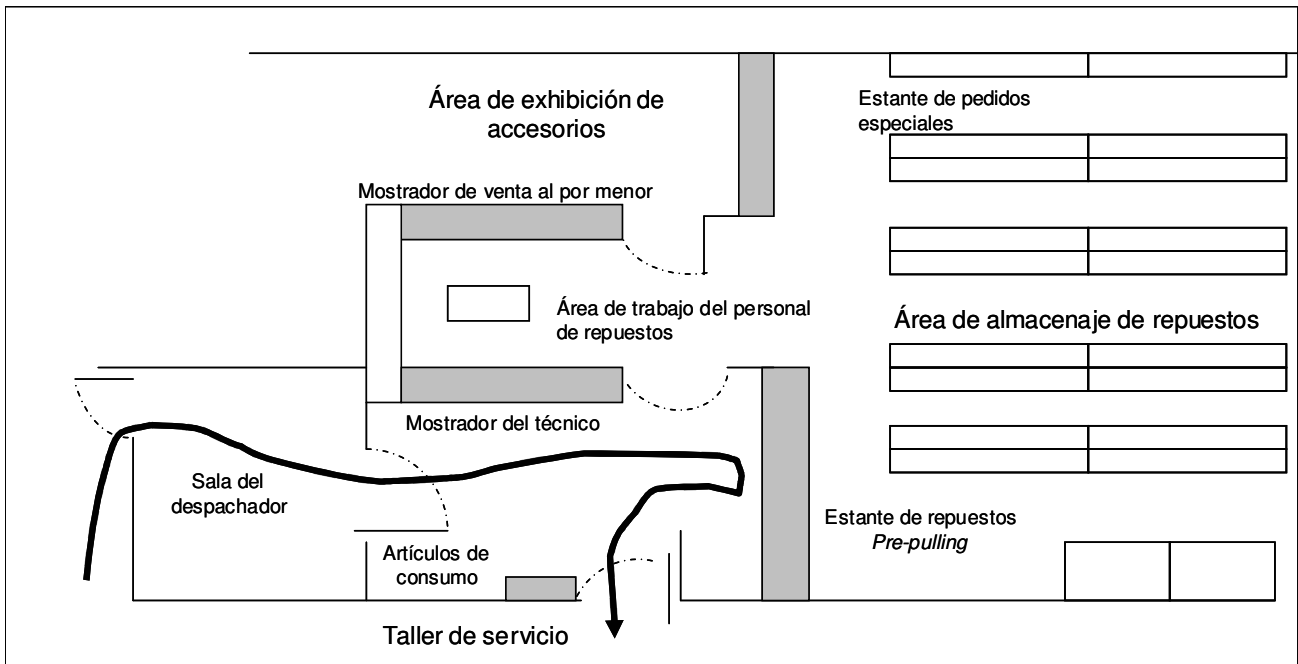 Área de exhibición de
accesorios
Estante de pedidos
especiales
Mostrador de venta al por menor
Área de trabajo del personal
de repuestos
Área de almacenaje de repuestos
Mostrador del técnico
Sala del
despachador
Estante de repuestos
Pre-pulling
Artículos de
consumo
Taller de servicio